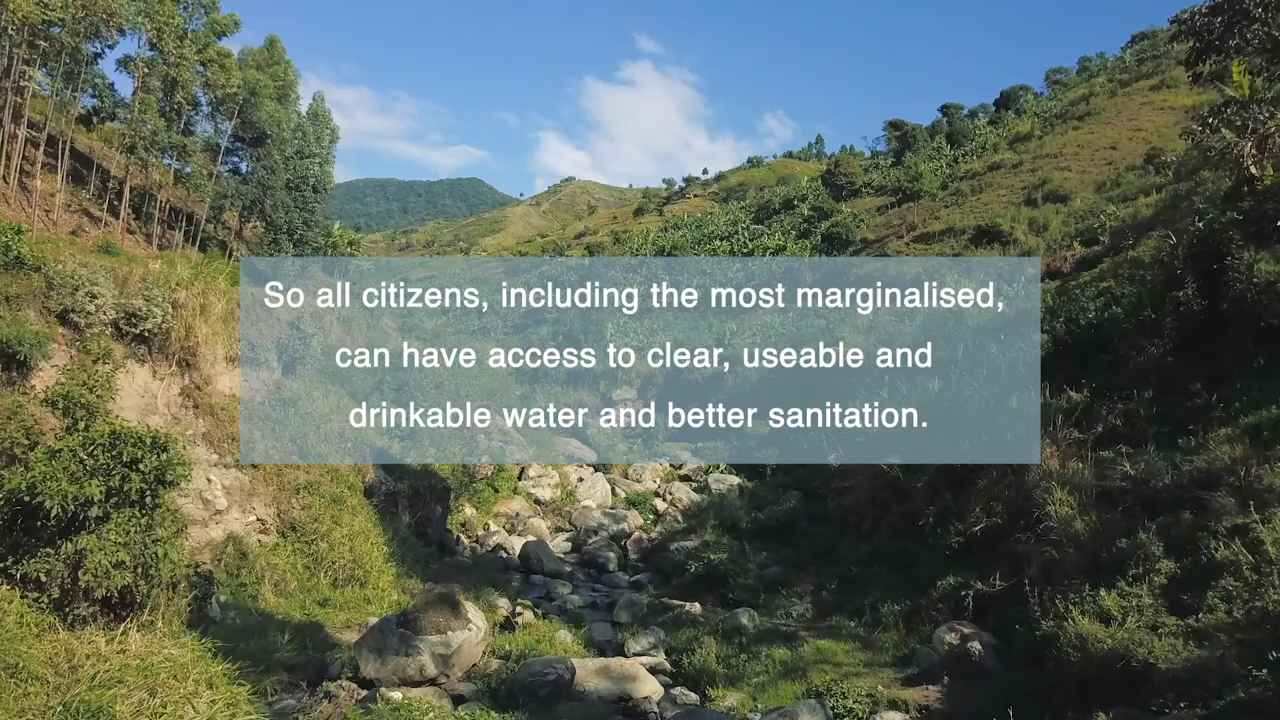 So all citizens, including the most marginalised,
can have access to clear, useable and
drinkable water and better sanitation.